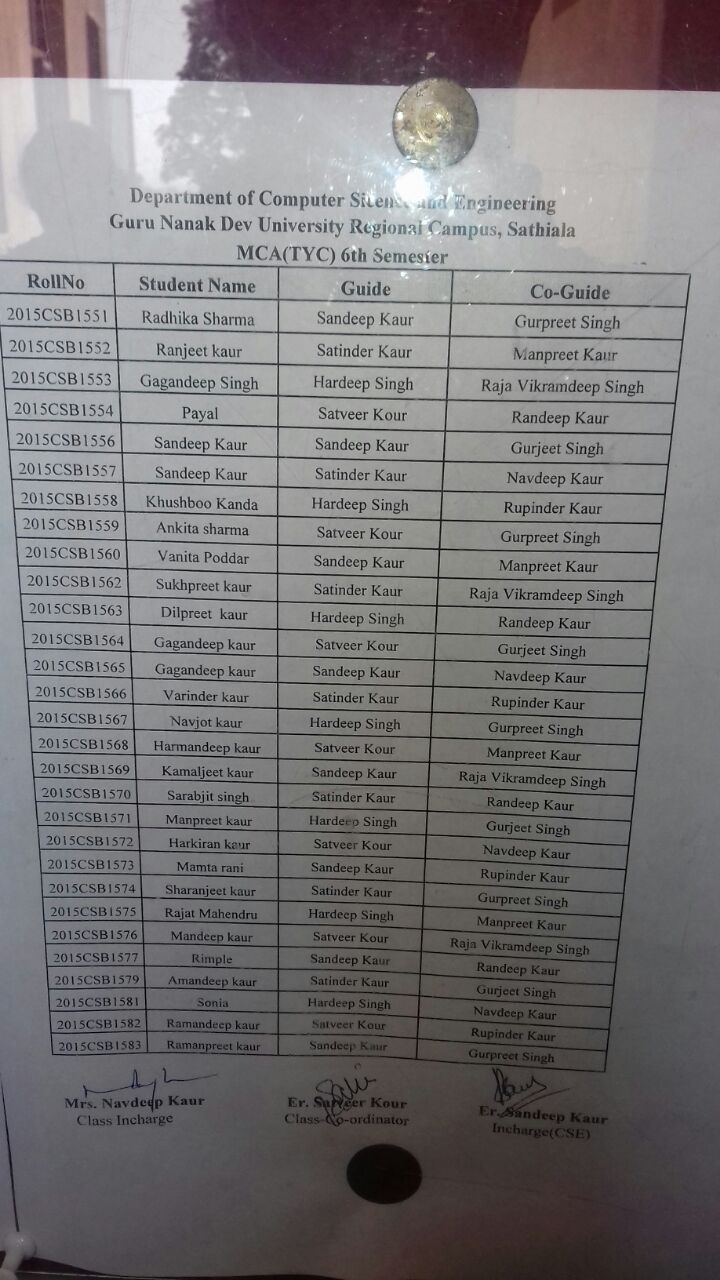 Department of Computer Sicence and Engineering
Guru Nanak Dev University Regional Campus, Sathiala
MCA(TYC) 6th Semester
RollNo Student Name Guide Co-Guide
2015CSB1551 Radhika Sharma Sandeep Kaur Gurpreet Singh
2015CSB1552 Ranjeet kaur Satinder Kaur Manpreet Kaur
2015CSB1553 Gagandeep Singh Hardeep Singh Raja Vikramdeep Singh
2015CSB1554 Payal Satveer Kour Randeep Kaur
2015CSB1556 Sandeep Kaur Sandeep Kaur Gurjeet Singh
2015CSB1557 Sandeep Kaur Satinder Kaur Navdeep Kaur
2015CSB1558 Khushboo Kanda Hardeep Singh Rupinder Kaur
2015CSB1559 Ankita sharma Satveer Kour Gurpreet Singh
2015CSB1560 Vanita Poddar Sandeep Kaur Manpreet Kaur
2015CSB1562 Sukhpreet kaur Satinder Kaur Raja Vikramdeep Singh
2015CSB1563 Dilpreet kaur Hardeep Singh Randeep Kaur
2015CSB1564 Gagandeep kaur Satveer Kour Gurjeet Singh
2015CSB1565 Gagandeep kaur Sandeep Kaur Navdeep Kaur
2015CSB1566 Varinder kaur Satinder Kaur Rupinder Kaur
2015CSB1567 Navjot kaur Hardeep Singh Gurpreet Singh
2015CSB1568 Harmandeep kaur Satveer Kour Manpreet Kaur
2015CSB1569 Kamaljeet kaur Sandeep Kaur Raja Vikramdeep Singh
2015CSB1570 Sarabjit singh Satinder Kaur Randeep Kaur
2015CSB1571 Manpreet kaur Hardeep Singh Gurjeet Singh
2015CSB1572 Harkiran kaur Satveer Kour Navdeep Kaur
2015CSB1573 Mamta rani Sandeep Kaur Rupinder Kaur
2015CSB1574 Sharanjeet kaur Satinder Kaur Gurpreet Singh
2015CSB1575 Rajat Mahendru Hardeep Singh Manpreet Kaur
2015CSB1576 Mandeep kaur Satveer Kour Raja Vikramdeep Singh
2015CSB1577 Rimple Sandeep Kaur Randeep Kaur
2015CSB1579 Amandeep kaur Satinder Kaur Gurjeet Singh
2015CSB1581 Sonia Hardeep Singh Navdeep Kaur
2015CSB1582 Ramandeep kaur Satveer Kour Rupinder Kaur
2015CSB1583 Ramanpreet kaur Sandeep Kaur Gurpreet Singh
Mrs. Navdeep Kaur Er. Satveer Kour Er. Sandeep Kaur
Class Incharge Class-Co-ordinator Incharge(CSE)